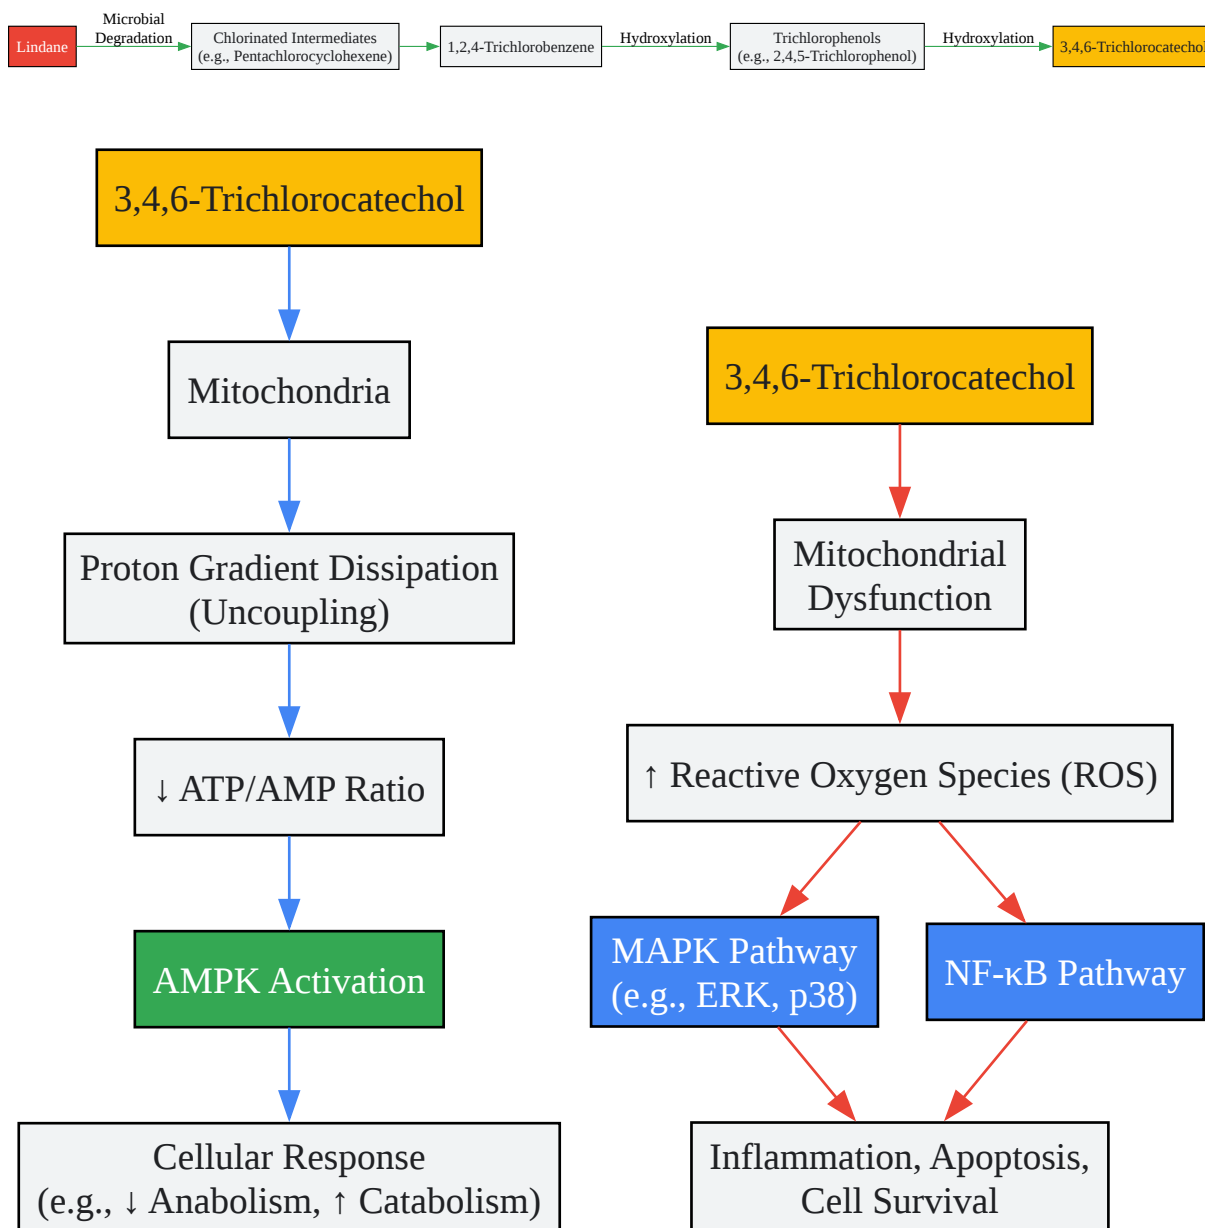 Lindane
Microbial
Degradation
Chlorinated Intermediates
(e.g., Pentachlorocyclohexene)
1,2,4-Trichlorobenzene
Hydroxylation
Trichlorophenols
(e.g., 2,4,5-Trichlorophenol)
Hydroxylation
3,4,6-Trichlorocatechol
3,4,6-Trichlorocatechol
Mitochondria
Proton Gradient Dissipation
(Uncoupling)
↓ ATP/AMP Ratio
AMPK Activation
Cellular Response
(e.g., ↓ Anabolism, ↑ Catabolism)
3,4,6-Trichlorocatechol
Mitochondrial
Dysfunction
↑ Reactive Oxygen Species (ROS)
MAPK Pathway
(e.g., ERK, p38)
NF-κB Pathway
Inflammation, Apoptosis,
Cell Survival